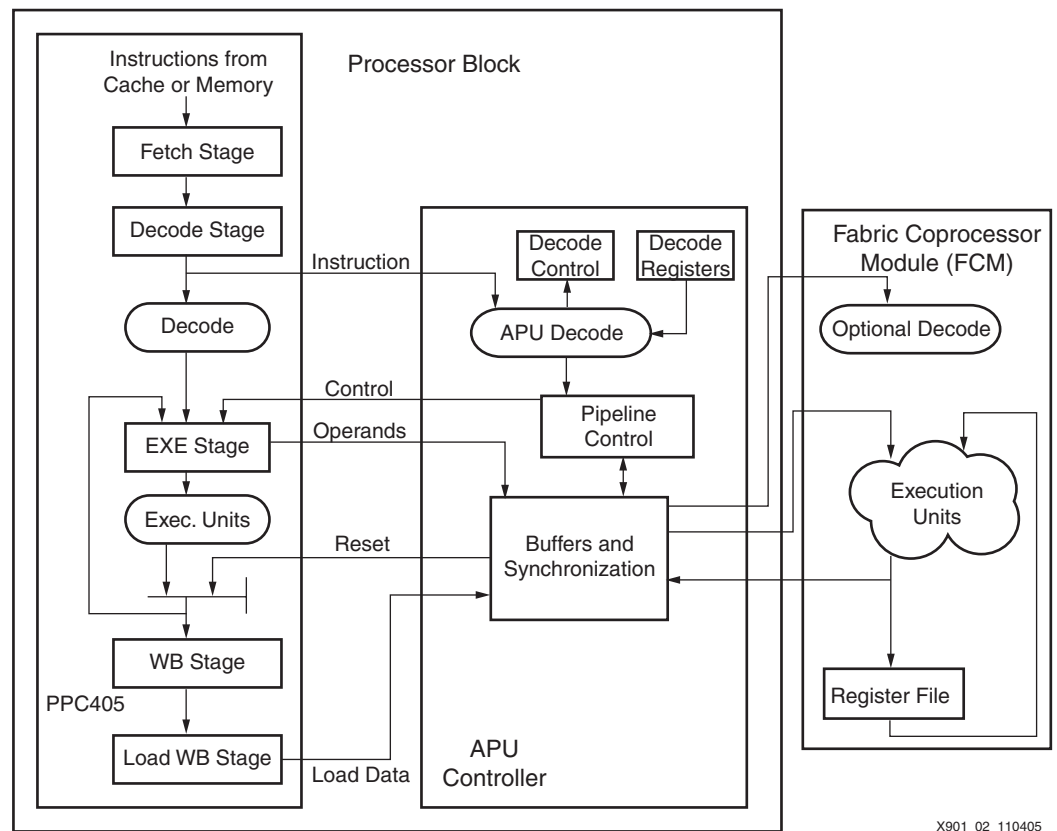 Instructions from
Cache or Memory
Processor Block
Fetch Stage
Decode Stage
Instruction
Decode
Control
EXE Stage
Operands
Exec. Units
Reset
WB Stage
PPC405
Load WB Stage
Load Data
Decode
Control
Decode
Registers
APU Decode
Pipeline
Control
Buffers and
Synchronization
APU
Controller
Fabric Coprocessor
Module (FCM)
Optional Decode
Execution
Units
Register File
X901_02_110405